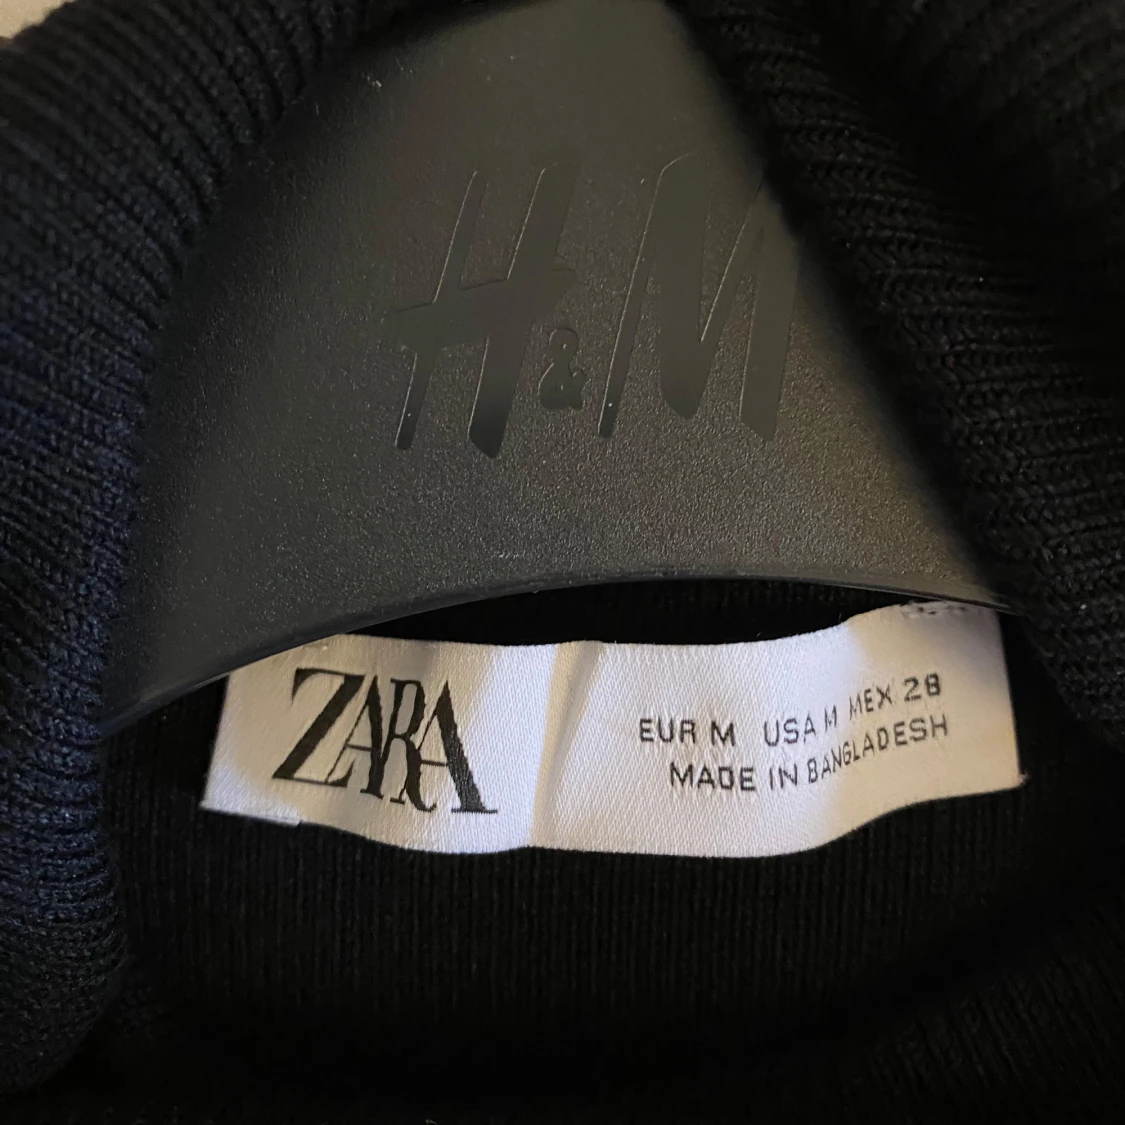 H&M
ZARA
EUR M USA M MEX 28
MADE IN BANGLADESH